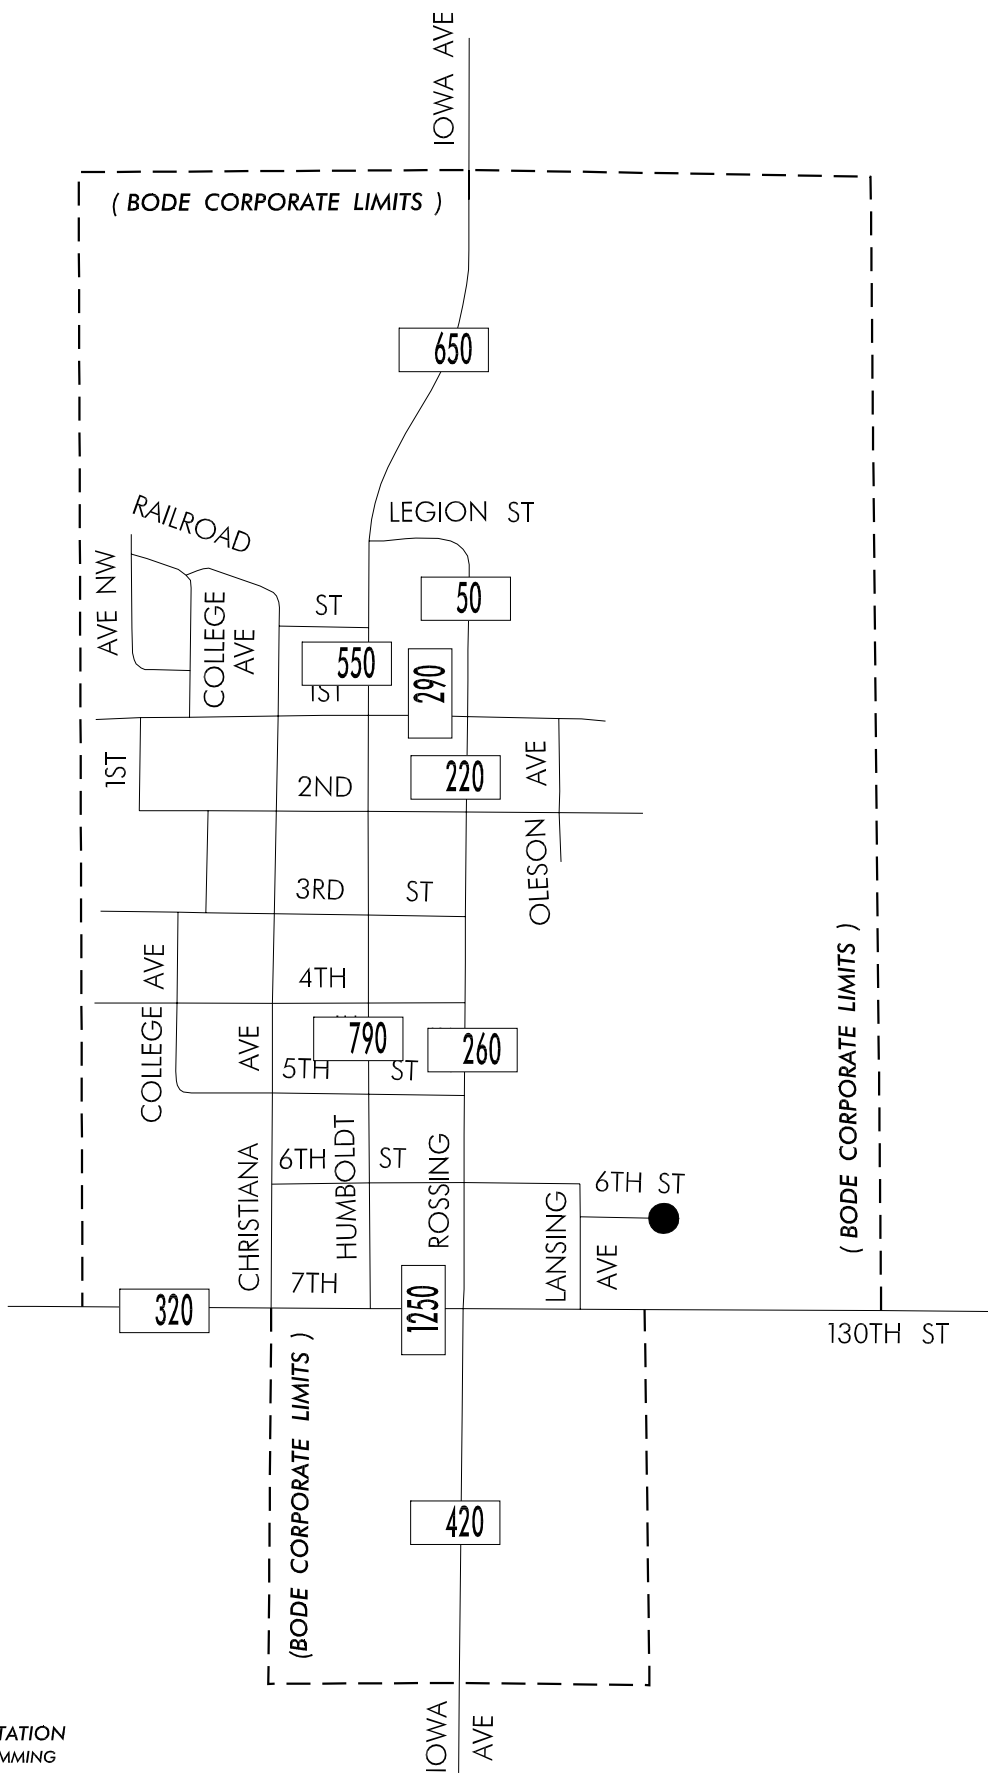 IOWA AVE
( BODE CORPORATE LIMITS )
650
LEGION ST
RAILROAD
AVE NW
50
ST
COLLEGE
AVE
550
290
1ST
1ST
220
AVE
2ND
OLESON
3RD ST
AVE
4TH
COLLEGE
AVE
790
260
5TH ST
( BODE CORPORATE LIMITS )
CHRISTIANA
6TH ST
HUMBOLDT
ROSSING
6TH ST
LANSING
AVE
7TH
320
1250
130TH ST
(BODE CORPORATE LIMITS )
420
IOWA
AVE
TATION
MMING